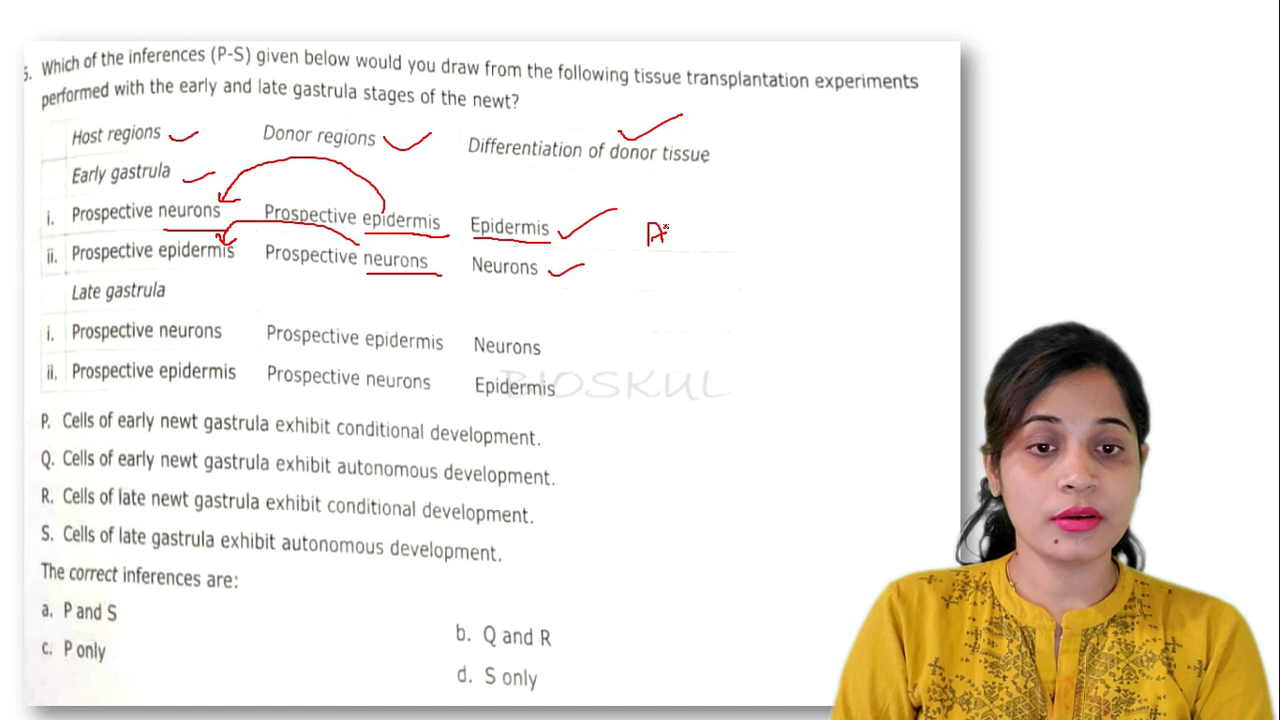 5. Which of the inferences (P-S) given below would you draw from the following tissue transplantation experiments
performed with the early and late gastrula stages of the newt?
Host regions Donor regions Differentiation of donor tissue
Early gastrula
i. Prospective neurons Prospective epidermis Epidermis A
ii. Prospective epidermis Prospective neurons Neurons
Late gastrula
i. Prospective neurons Prospective epidermis Neurons
ii. Prospective epidermis Prospective neurons Epidermis
BIOSKUL
P. Cells of early newt gastrula exhibit conditional development.
Q. Cells of early newt gastrula exhibit autonomous development.
R. Cells of late newt gastrula exhibit conditional development.
S. Cells of late gastrula exhibit autonomous development.
The correct inferences are:
a. P and S
b. Q and R
c. P only
d. S only